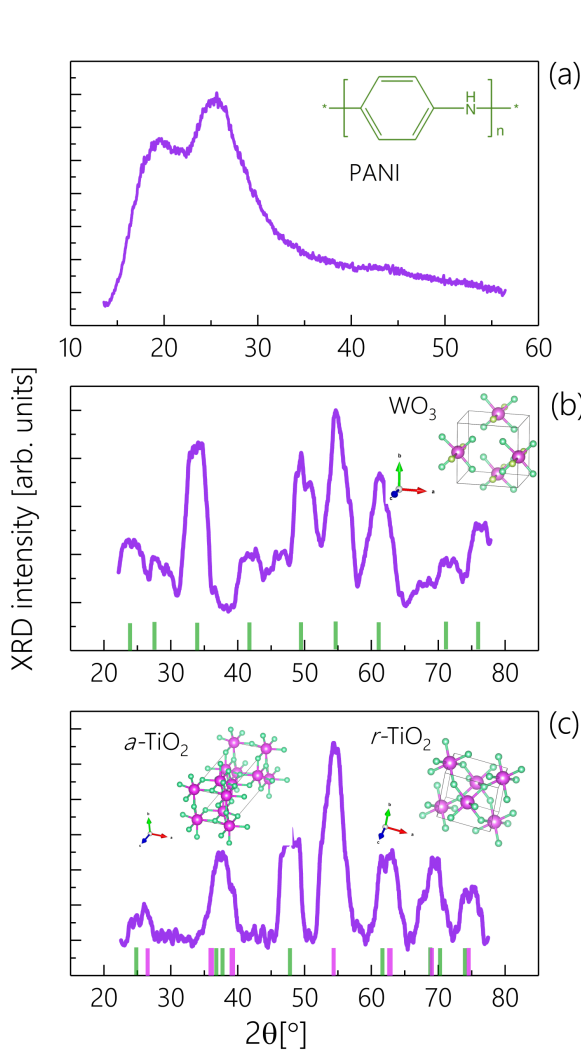 (a)
* [ H N ]n *
PANI
10 20 30 40 50 60
XRD intensity [arb. units]
(b)
WO3
b
a
c
20 30 40 50 60 70 80
(c)
a-TiO2
r-TiO2
b
a
c
a
20 30 40 50 60 70 80
2θ[°]